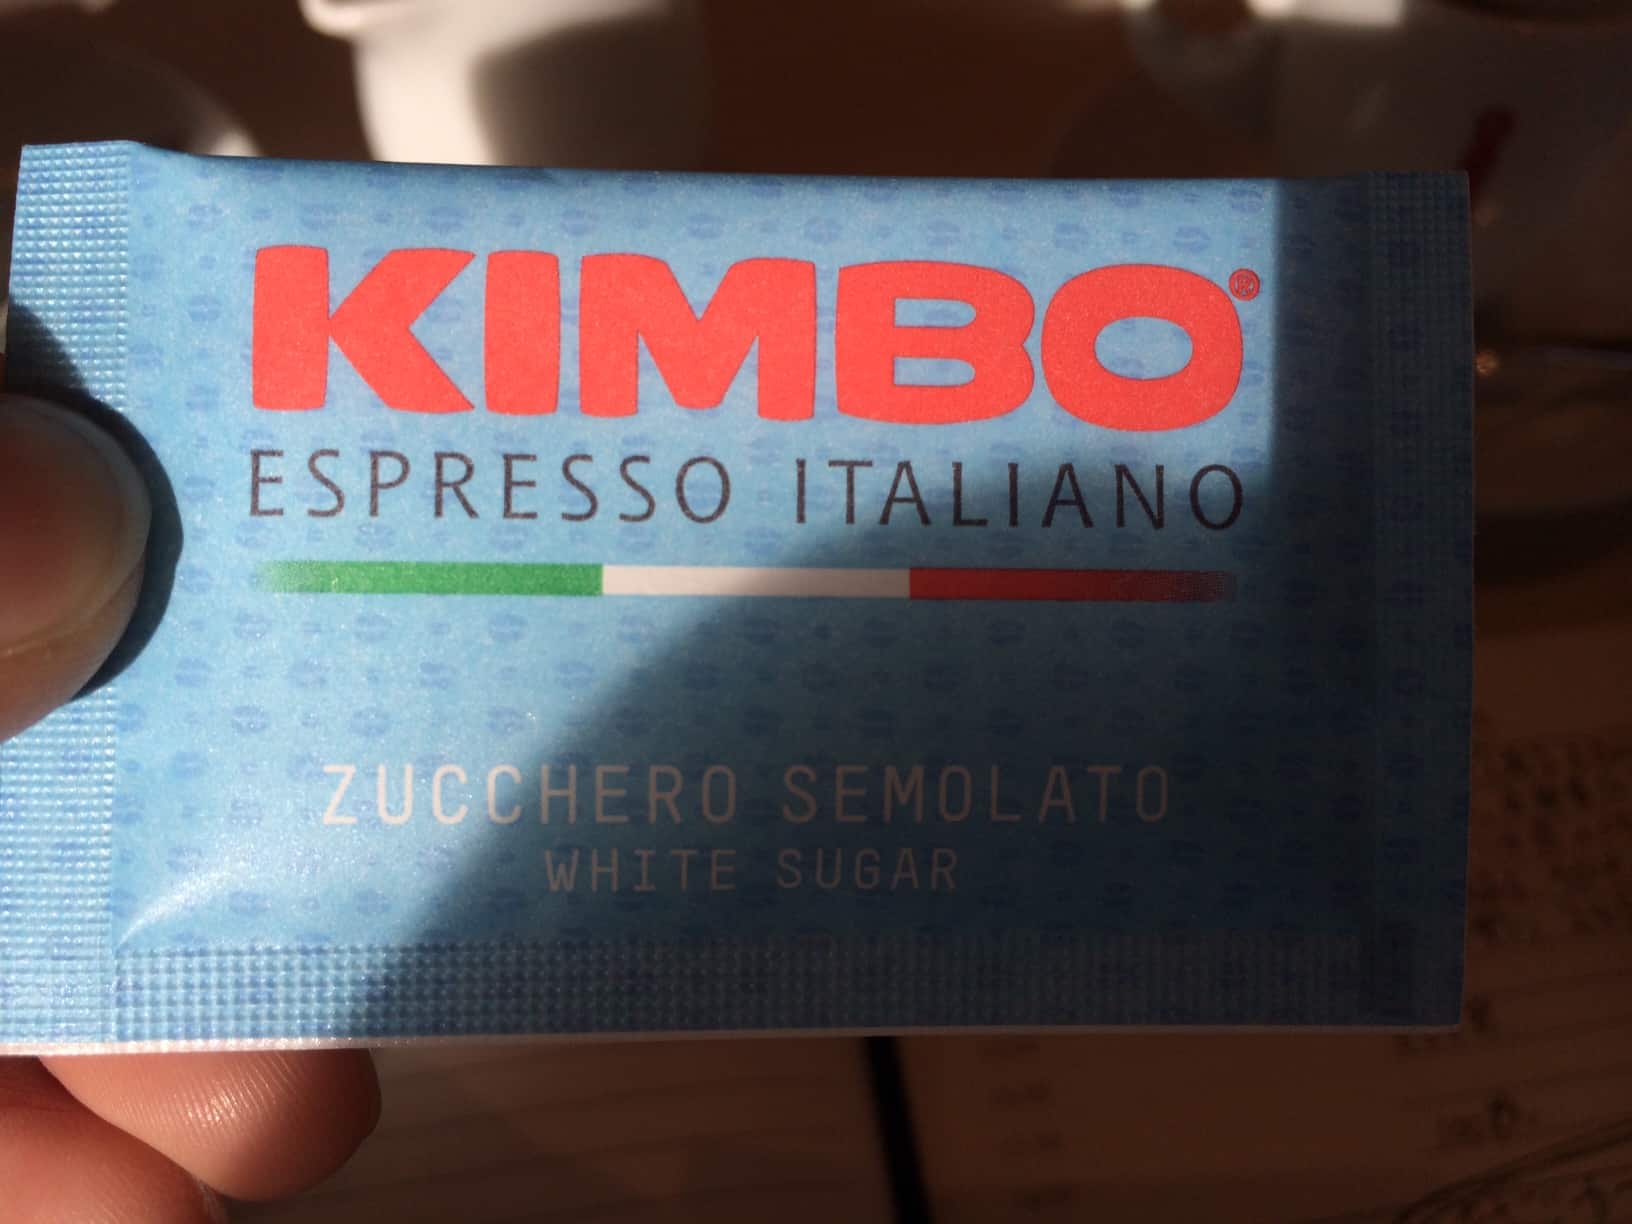 KIMBO®
ESPRESSO ITALIANO
ZUCCHERO SEMOLATO
WHITE SUGAR